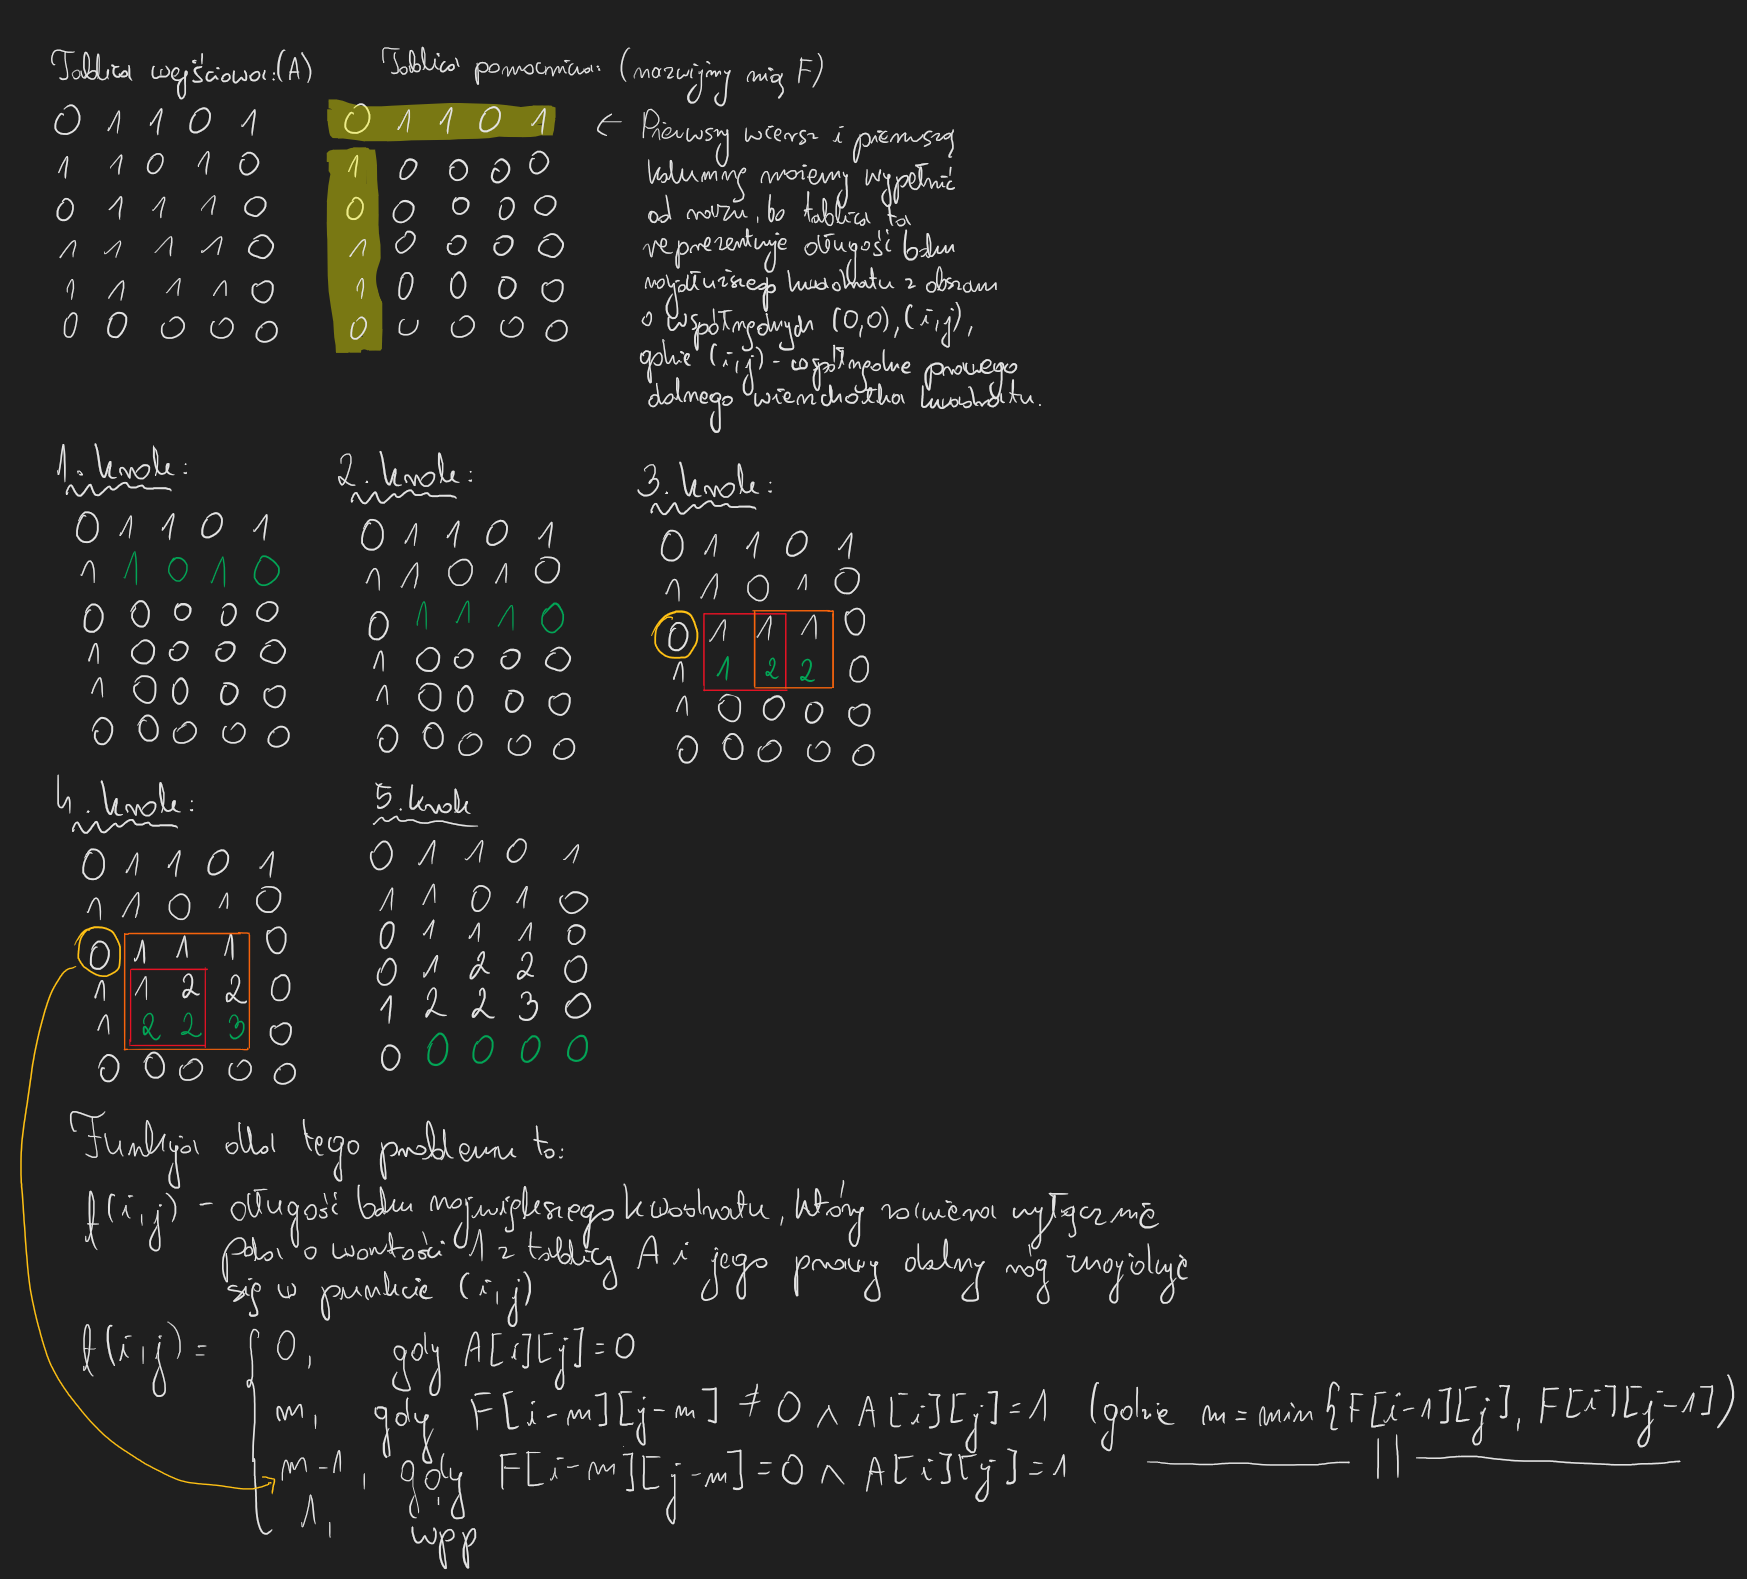 Tablica wejściowa:(A)
0 1 1 0 1
1 1 0 1 0
0 1 1 1 0
1 1 1 1 0
1 1 1 1 0
0 0 0 0 0
Tablica pomocnicza: (nazwijmy nią F)
0 1 1 0 1
1 0 0 0 0
0 0 0 0 0
1 0 0 0 0
1 0 0 0 0
0 0 0 0 0
← Pierwszy wiersz i pierwszą
kolumnę możemy wypełnić
od razu, bo tablica ta
reprezentuje długość boku
najdłuższego kwadratu z obszaru
o współrzędnych (0,0), (i,j),
gdzie (i,j) - współrzędne prawego
dolnego wierzchołka kwadratu.
1. krok:
0 1 1 0 1
1 1 0 1 0
0 0 0 0 0
1 0 0 0 0
1 0 0 0 0
0 0 0 0 0
2. krok:
0 1 1 0 1
1 1 0 1 0
0 1 1 1 0
1 0 0 0 0
1 0 0 0 0
0 0 0 0 0
3. krok:
0 1 1 0 1
1 1 0 1 0
0 1 1 1 0
1 1 2 2 0
1 0 0 0 0
0 0 0 0 0
4. krok:
0 1 1 0 1
1 1 0 1 0
0 1 1 1 0
1 1 2 2 0
1 2 2 3 0
0 0 0 0 0
5. krok
0 1 1 0 1
1 1 0 1 0
0 1 1 1 0
0 1 2 2 0
1 2 2 3 0
0 0 0 0 0
Funkcja dla tego problemu to:
f(i,j) - długość boku największego kwadratu, który zawiera wyłącznie
pola o wartości 1 z tablicy A i jego prawy dolny róg znajduje
się w punkcie (i,j)
f(i,j) = { 0, gdy A[i][j]=0
m, gdy F[i-m][j-m] ≠ 0 ∧ A[i][j]=1 (gdzie m = min{F[i-1][j], F[i][j-1])
m-1, gdy F[i-m][j-m]=0 ∧ A[i][j]=1
1, wpp